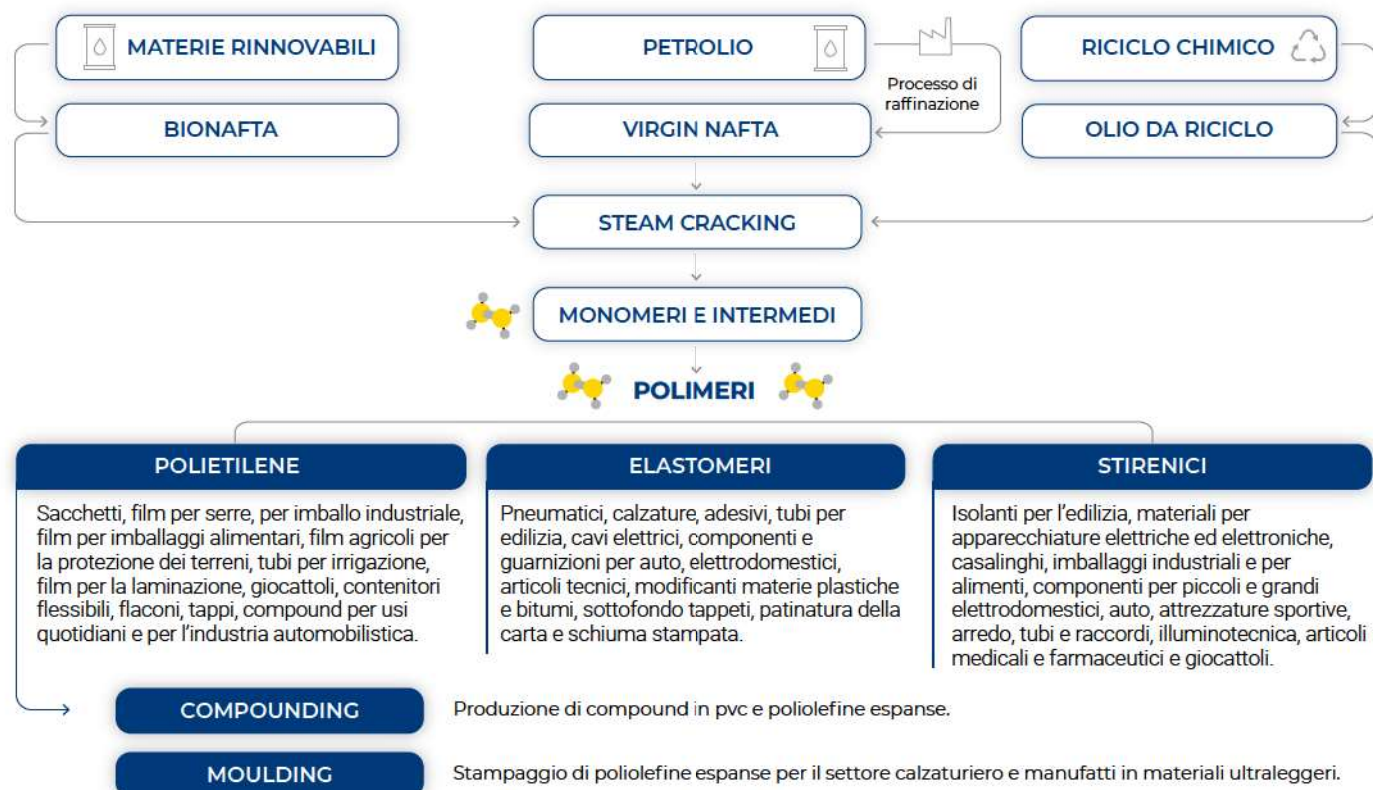 MATERIE RINNOVABILI
PETROLIO
RICICLO CHIMICO
Processo di
raffinazione
BIONAFTA
VIRGIN NAFTA
OLIO DA RICICLO
STEAM CRACKING
MONOMERI E INTERMEDI
POLIMERI
POLIETILENE
Sacchetti, film per serre, per imballo industriale,
film per imballaggi alimentari, film agricoli per
la protezione dei terreni, tubi per irrigazione,
film per la laminazione, giocattoli, contenitori
flessibili, flaconi, tappi, compound per usi
quotidiani e per l'industria automobilistica.
ELASTOMERI
Pneumatici, calzature, adesivi, tubi per
edilizia, cavi elettrici, componenti e
guarnizioni per auto, elettrodomestici,
articoli tecnici, modificanti materie plastiche
e bitumi, sottofondo tappeti, patinatura della
carta e schiuma stampata.
STIRENICI
Isolanti per l'edilizia, materiali per
apparecchiature elettriche ed elettroniche,
casalinghi, imballaggi industriali e per
alimenti, componenti per piccoli e grandi
elettrodomestici, auto, attrezzature sportive,
arredo, tubi e raccordi, illuminotecnica, articoli
medicali e farmaceutici e giocattoli.
COMPOUNDING
Produzione di compound in pvc e poliolefine espanse.
MOULDING
Stampaggio di poliolefine espanse per il settore calzaturiero e manufatti in materiali ultraleggeri.